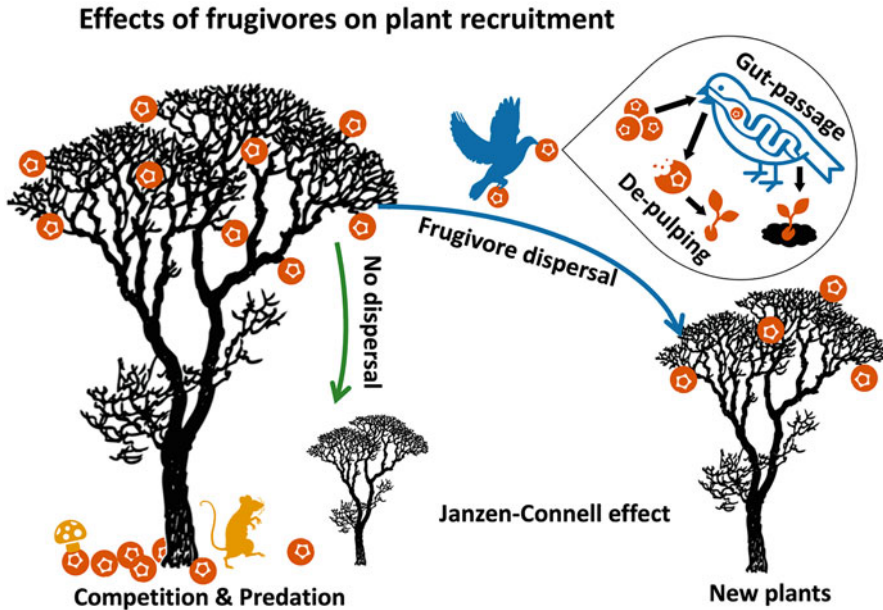 Effects of frugivores on plant recruitment
Gut-passage
De-pulping
Frugivore dispersal
No dispersal
Janzen-Connell effect
Competition & Predation
New plants